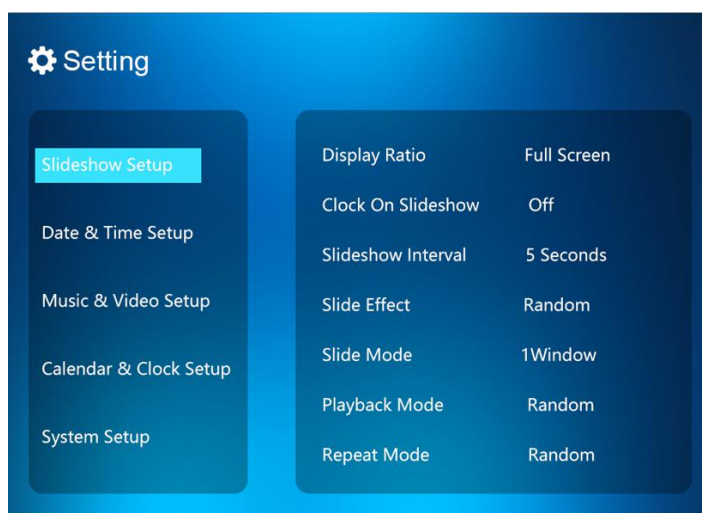 Setting
Slideshow Setup
Date & Time Setup
Music & Video Setup
Calendar & Clock Setup
System Setup
Display Ratio Full Screen
Clock On Slideshow Off
Slideshow Interval 5 Seconds
Slide Effect Random
Slide Mode 1Window
Playback Mode Random
Repeat Mode Random